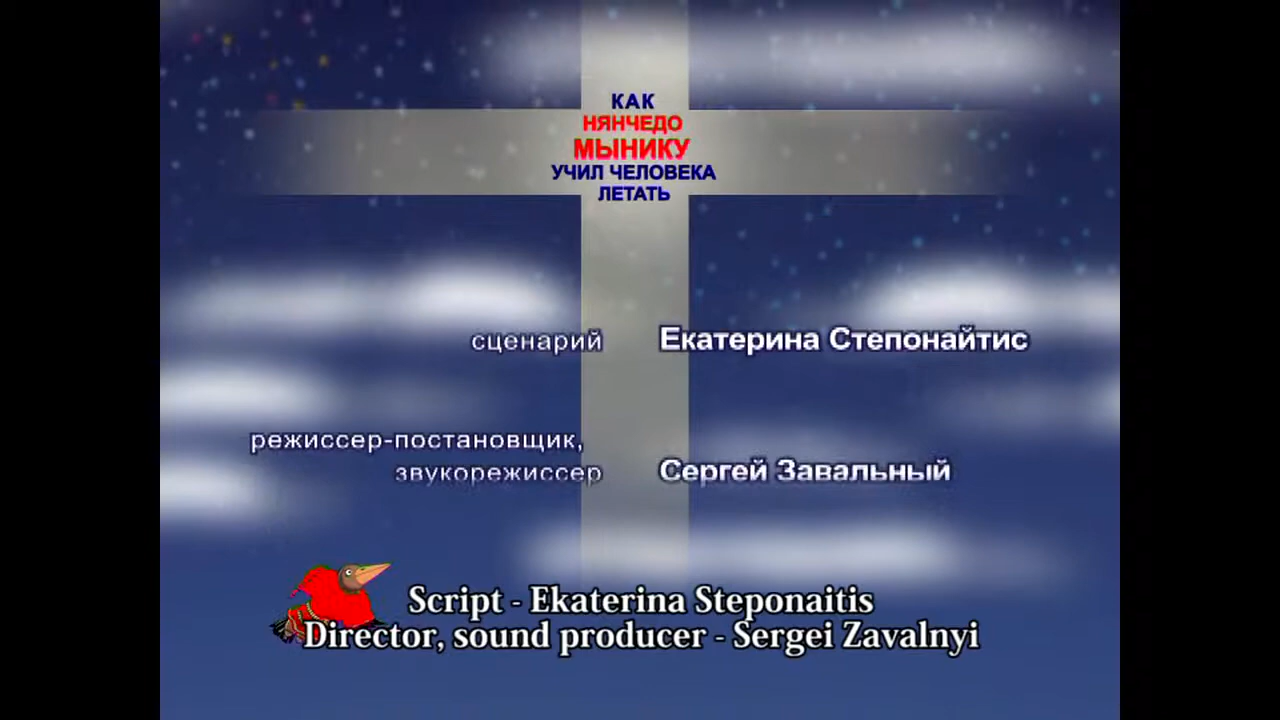 КАК
НЯНЧЕДО
МЫНИКУ
УЧИЛ ЧЕЛОВЕКА
ЛЕТАТЬ
сценарий Екатерина Степонайтис
режиссер-постановщик,
звукорежиссер Сергей Завальный
Script - Ekaterina Steponaitis
Director, sound producer - Sergei Zavalnyi